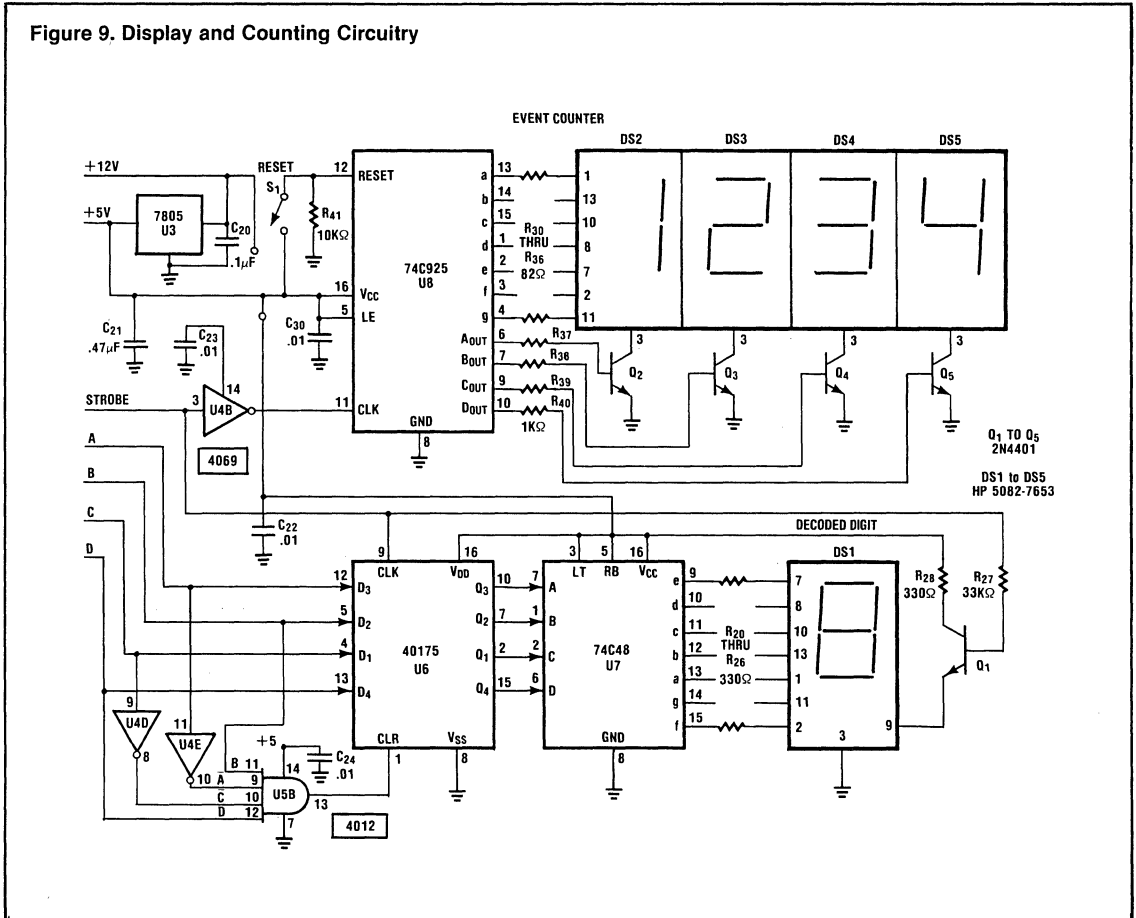 Figure 9. Display and Counting Circuitry
EVENT COUNTER
DS2 DS3 DS4 DS5
+12V
+5V
7805
U3
C20
.1µF
RESET
S1
R41
10KΩ
12 RESET
74C925
U8
16 VCC
5 LE
11 CLK
GND
8
a 13
b 14
c 15
d 1
e 2
f 3
g 4
AOUT 6
BOUT 7
COUT 9
DOUT 10
R30
THRU
R36
82Ω
R37
R38
R39
R40
1KΩ
1
13
10
8
7
2
11
3 3 3 3
Q2 Q3 Q4 Q5
Q1 TO Q5
2N4401
DS1 to DS5
HP 5082-7653
C21
.47µF
C23
.01
C30
.01
14
STROBE
3 U4B
4069
A
B
C
D
C22
.01
9
CLK
16
VDD
12 D3
5 D2
4 D1
13 D4
40175
U6
Q3 10
Q2 7
Q1 2
Q4 15
CLR
1
VSS
8
3 5 16
LT RB VCC
7 A
1 B
2 C
6 D
74C48
U7
GND
8
e 9
d 10
c 11
b 12
a 13
g 14
f 15
R20
THRU
R26
330Ω
DECODED DIGIT
DS1
7
8
10
13
1
11
2
3
9
R28
330Ω
R27
33KΩ
Q1
9
U4D
8
11
U4E
10
+5
C24
.01
14
B 11
A̅ 9
C̅ 10
D 12
U5B
13
7
4012